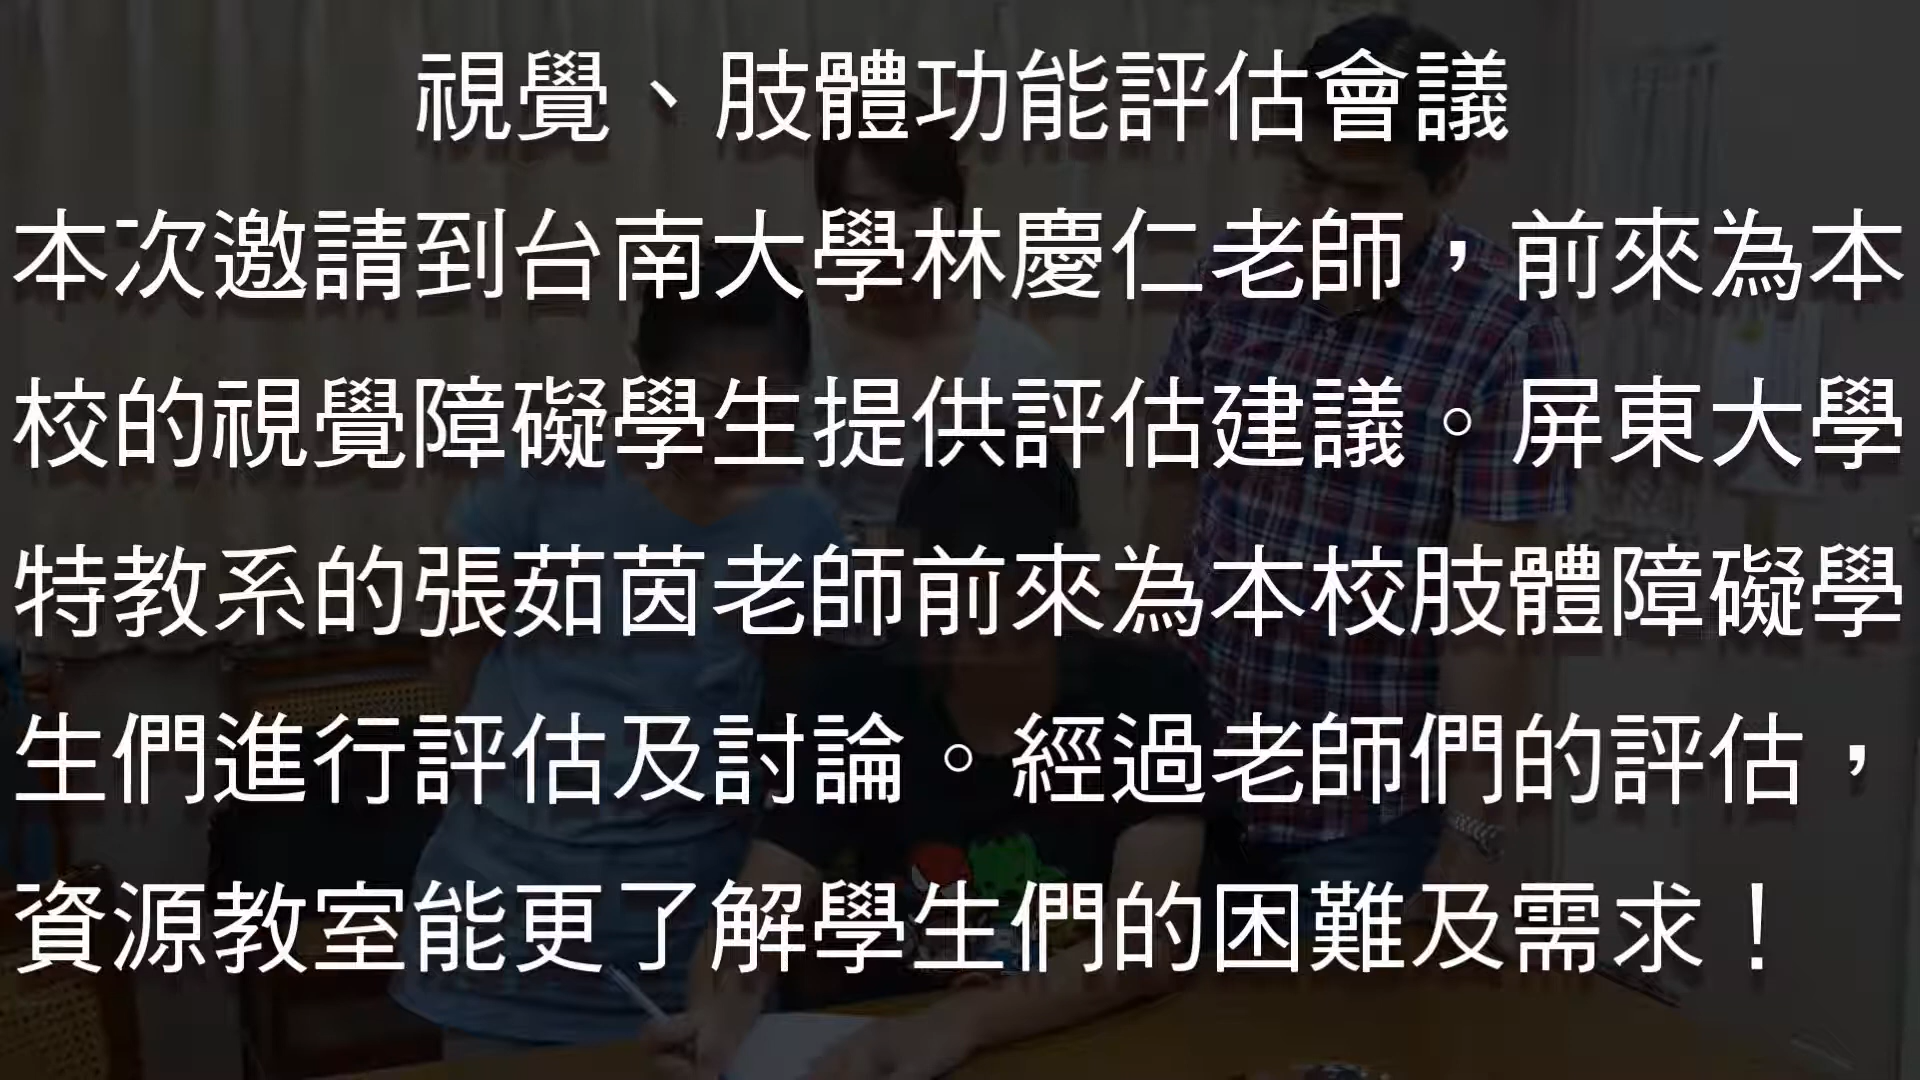 視覺、肢體功能評估會議
本次邀請到台南大學林慶仁老師，前來為本
校的視覺障礙學生提供評估建議。屏東大學
特教系的張茹茵老師前來為本校肢體障礙學
生們進行評估及討論。經過老師們的評估，
資源教室能更了解學生們的困難及需求！